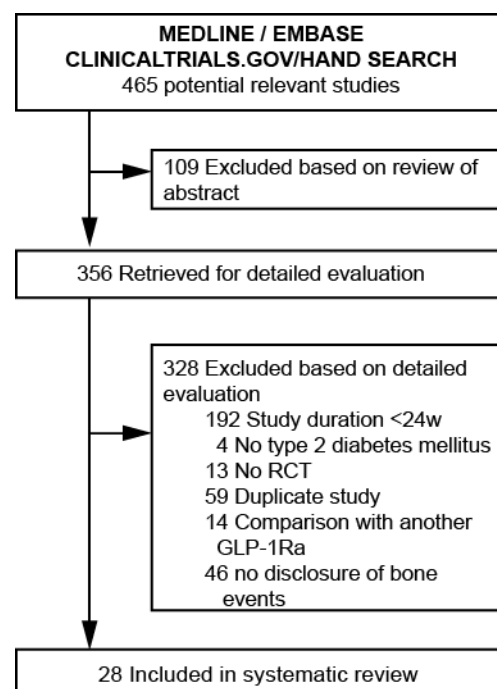 MEDLINE / EMBASE
CLINICALTRIALS.GOV/HAND SEARCH
465 potential relevant studies
109 Excluded based on review of
abstract
356 Retrieved for detailed evaluation
328 Excluded based on detailed
evaluation
192 Study duration <24w
4 No type 2 diabetes mellitus
13 No RCT
59 Duplicate study
14 Comparison with another
GLP-1Ra
46 no disclosure of bone
events
28 Included in systematic review